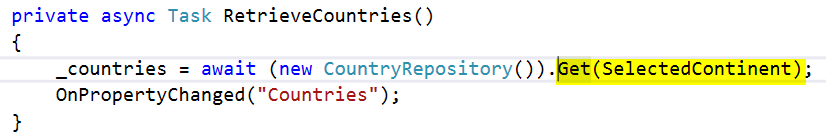 private async Task RetrieveCountries()
{
    _countries = await (new CountryRepository()).Get(SelectedContinent);
    OnPropertyChanged("Countries");
}